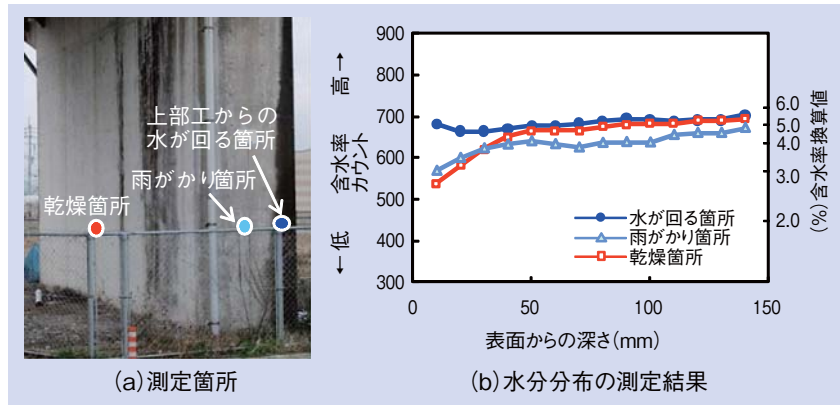 上部工からの
水が回る箇所
雨がかり箇所
乾燥箇所
(a)測定箇所
高→
含水率
カウント
←低
900
800
700
600
500
400
300
0
50
100
150
表面からの深さ(mm)
6.0
5.0
4.0
3.0
2.0
(%)含水率換算値
水が回る箇所
雨がかり箇所
乾燥箇所
(b)水分分布の測定結果